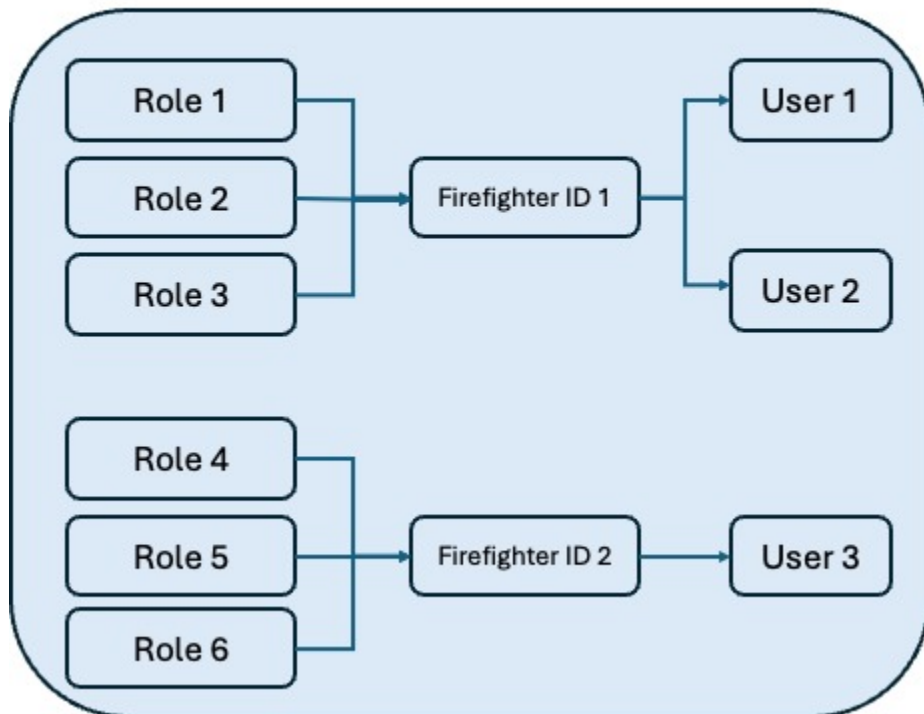 Role 1
Role 2
Role 3
Firefighter ID 1
User 1
User 2
Role 4
Role 5
Role 6
Firefighter ID 2
User 3